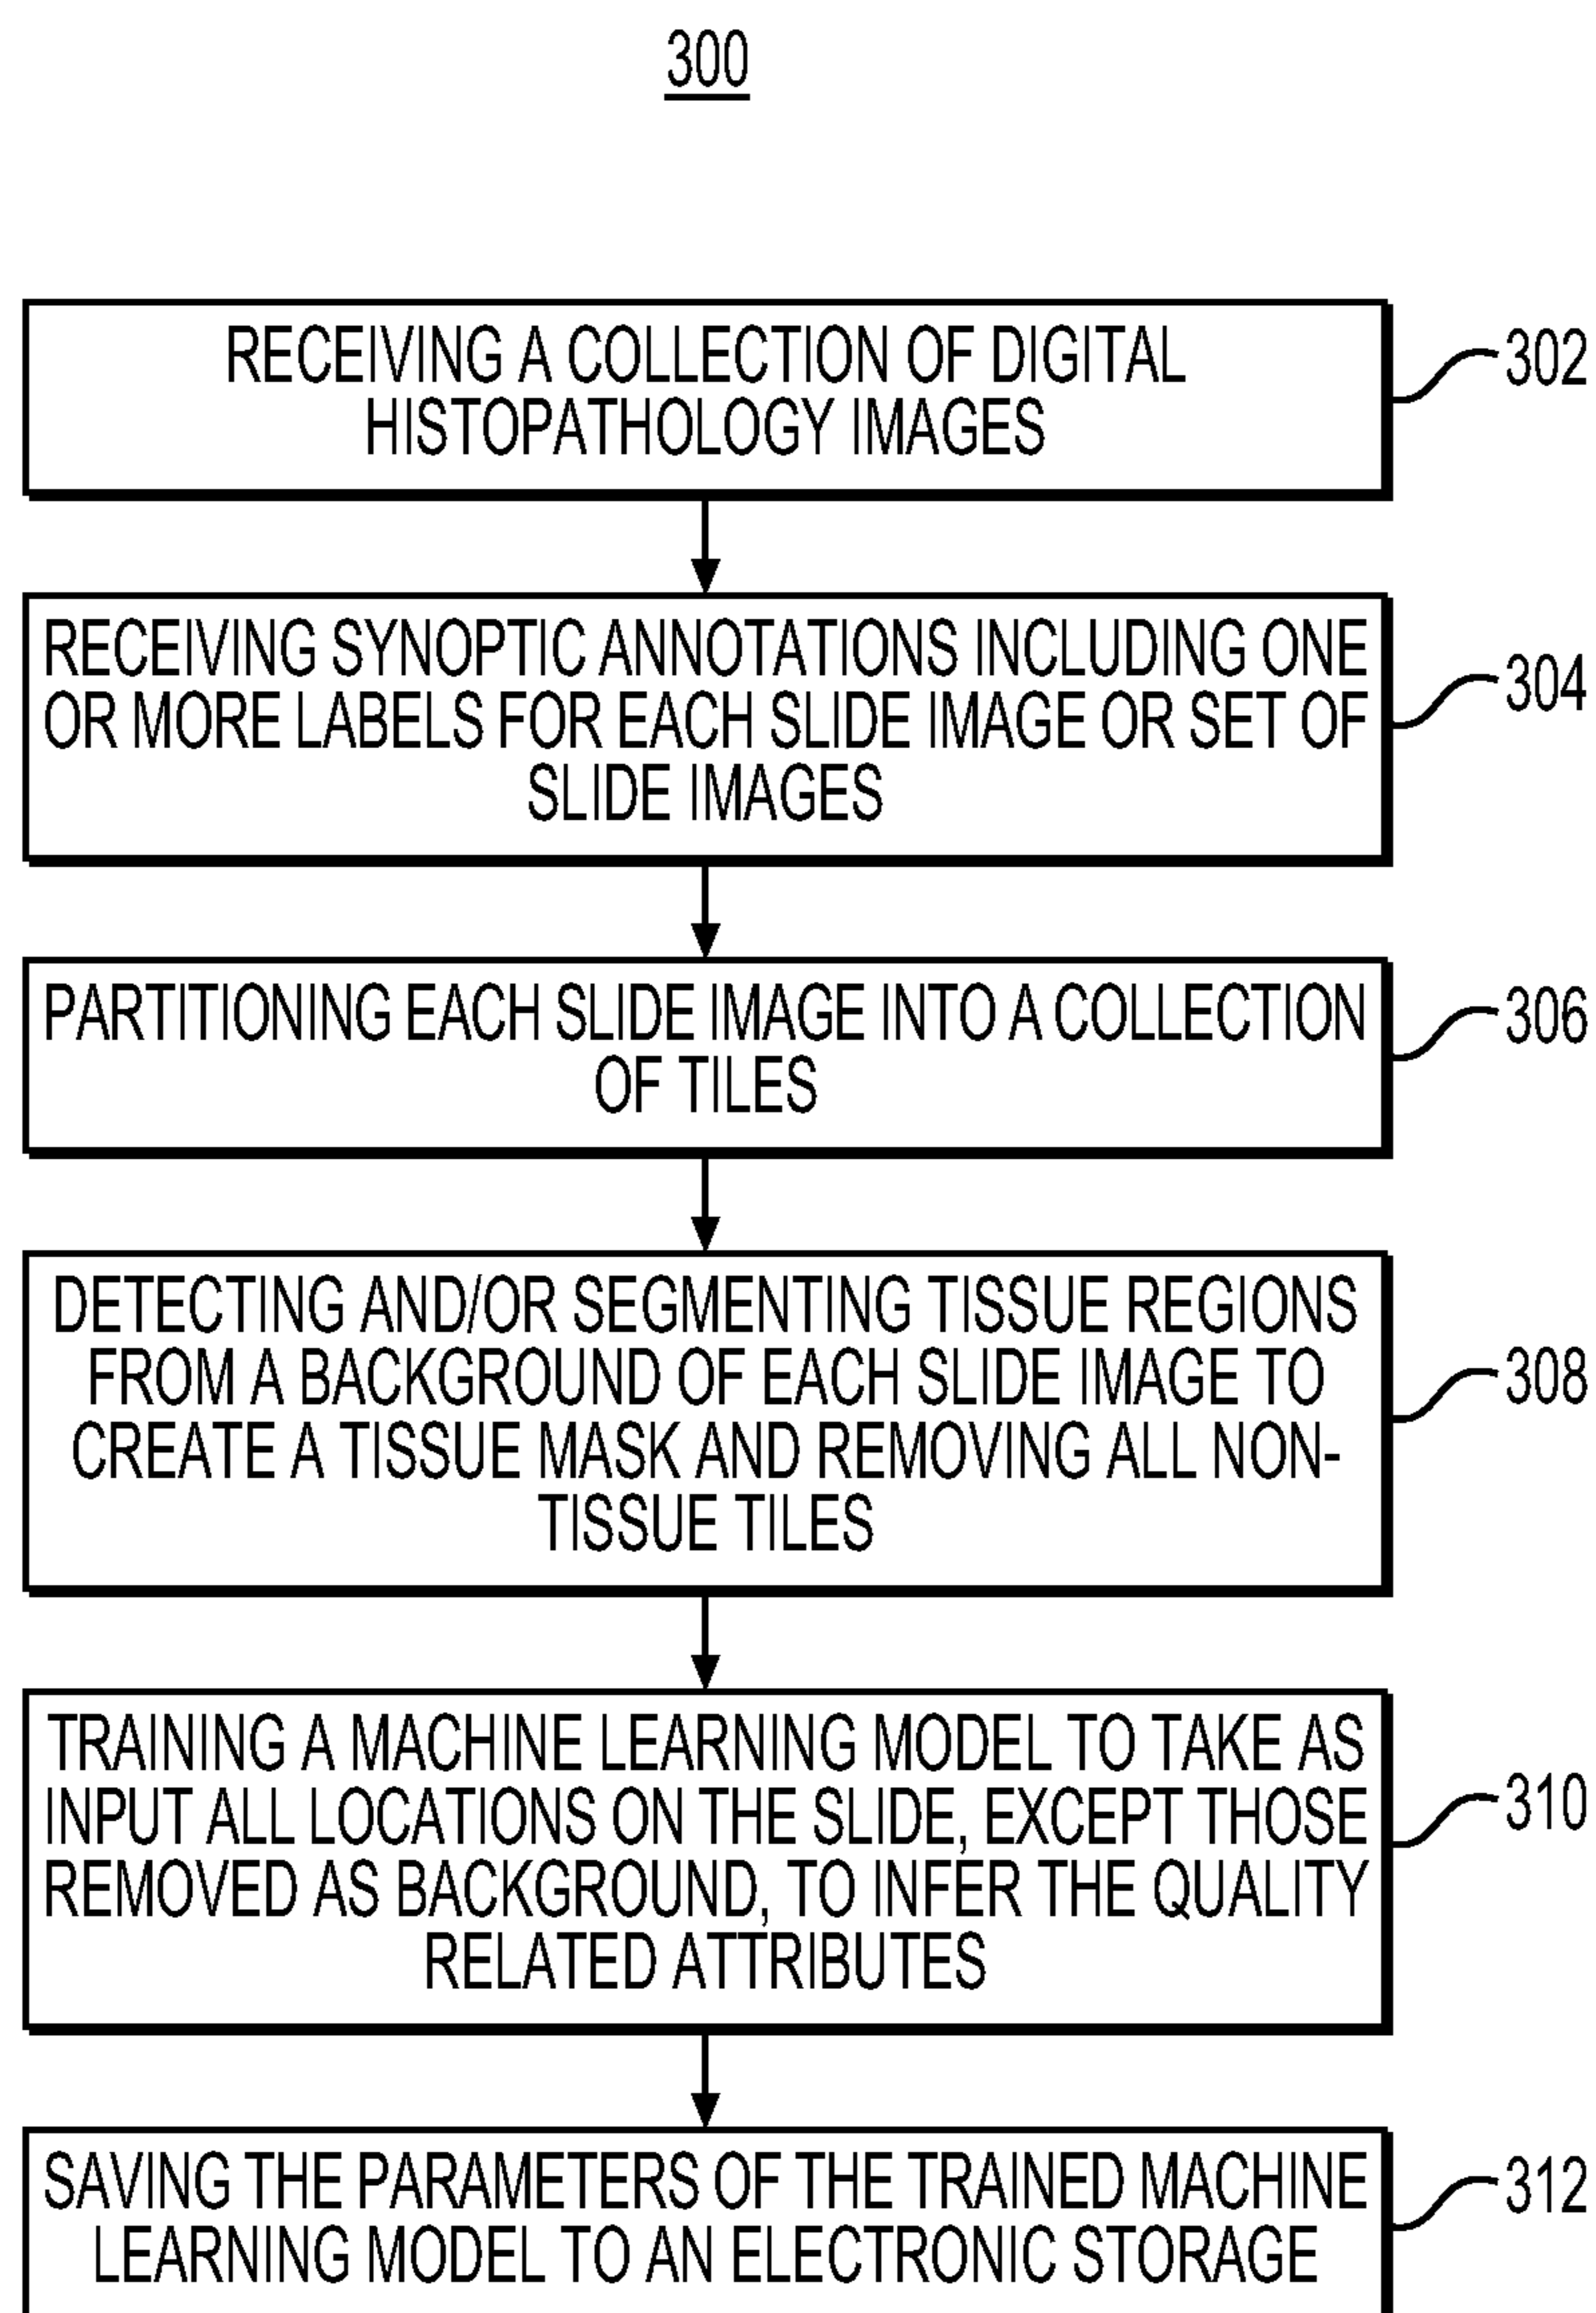 300
RECEIVING A COLLECTION OF DIGITAL
HISTOPATHOLOGY IMAGES
302
RECEIVING SYNOPTIC ANNOTATIONS INCLUDING ONE
OR MORE LABELS FOR EACH SLIDE IMAGE OR SET OF
SLIDE IMAGES
304
PARTITIONING EACH SLIDE IMAGE INTO A COLLECTION
OF TILES
306
DETECTING AND/OR SEGMENTING TISSUE REGIONS
FROM A BACKGROUND OF EACH SLIDE IMAGE TO
CREATE A TISSUE MASK AND REMOVING ALL NON-
TISSUE TILES
308
TRAINING A MACHINE LEARNING MODEL TO TAKE AS
INPUT ALL LOCATIONS ON THE SLIDE, EXCEPT THOSE
REMOVED AS BACKGROUND, TO INFER THE QUALITY
RELATED ATTRIBUTES
310
SAVING THE PARAMETERS OF THE TRAINED MACHINE
LEARNING MODEL TO AN ELECTRONIC STORAGE
312